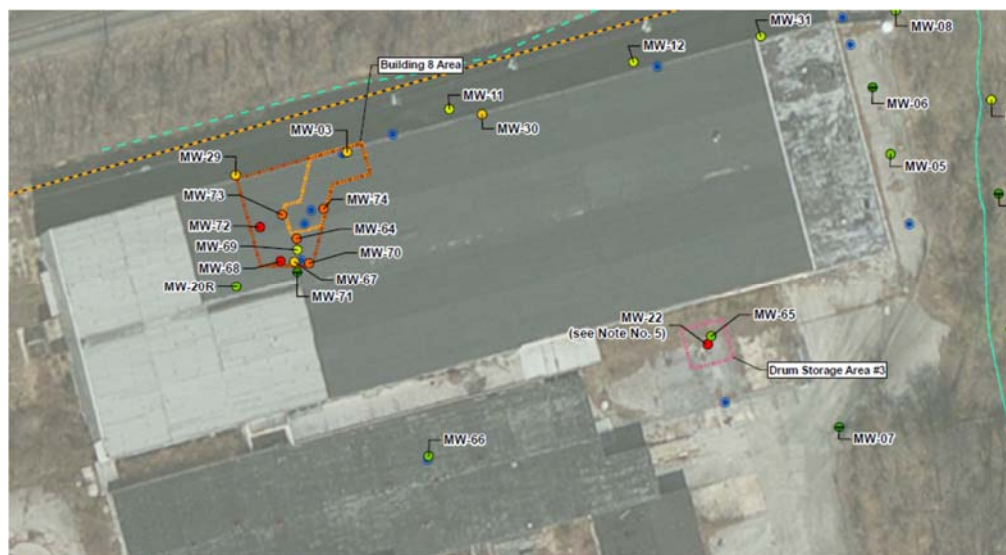 MW-08
MW-31
MW-12
Building 8 Area
MW-06
MW-11
MW-30
MW-03
MW-05
MW-29
MW-73
MW-74
MW-72
MW-64
MW-69
MW-68
MW-70
MW-20R
MW-67
MW-71
MW-22
(see Note No. 5)
MW-65
Drum Storage Area #3
MW-07
MW-66